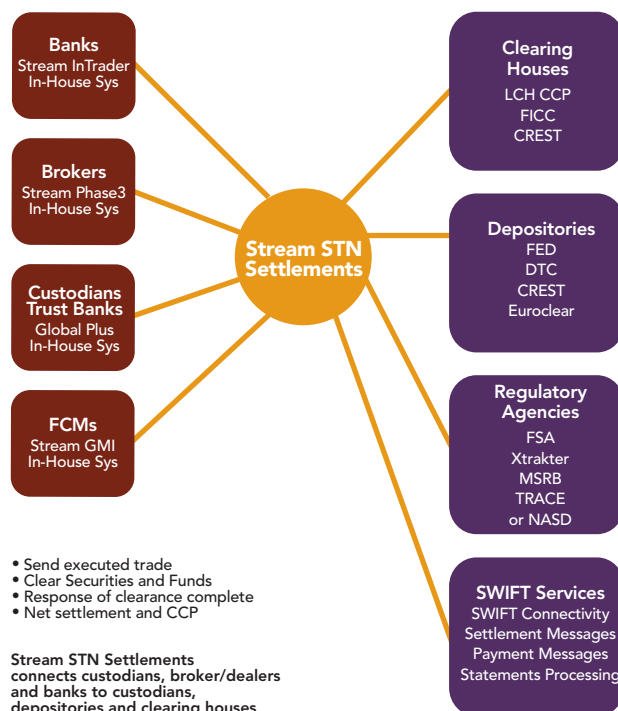 Banks
Stream InTrader
In-House Sys
Brokers
Stream Phase3
In-House Sys
Custodians
Trust Banks
Global Plus
In-House Sys
FCMs
Stream GMI
In-House Sys
Stream STN
Settlements
Clearing
Houses
LCH CCP
FICC
CREST
Depositories
FED
DTC
CREST
Euroclear
Regulatory
Agencies
FSA
Xtrakter
MSRB
TRACE
or NASD
SWIFT Services
SWIFT Connectivity
Settlement Messages
Payment Messages
Statements Processing
• Send executed trade
• Clear Securities and Funds
• Response of clearance complete
• Net settlement and CCP
Stream STN Settlements
connects custodians, broker/dealers
and banks to custodians,
depositories and clearing houses